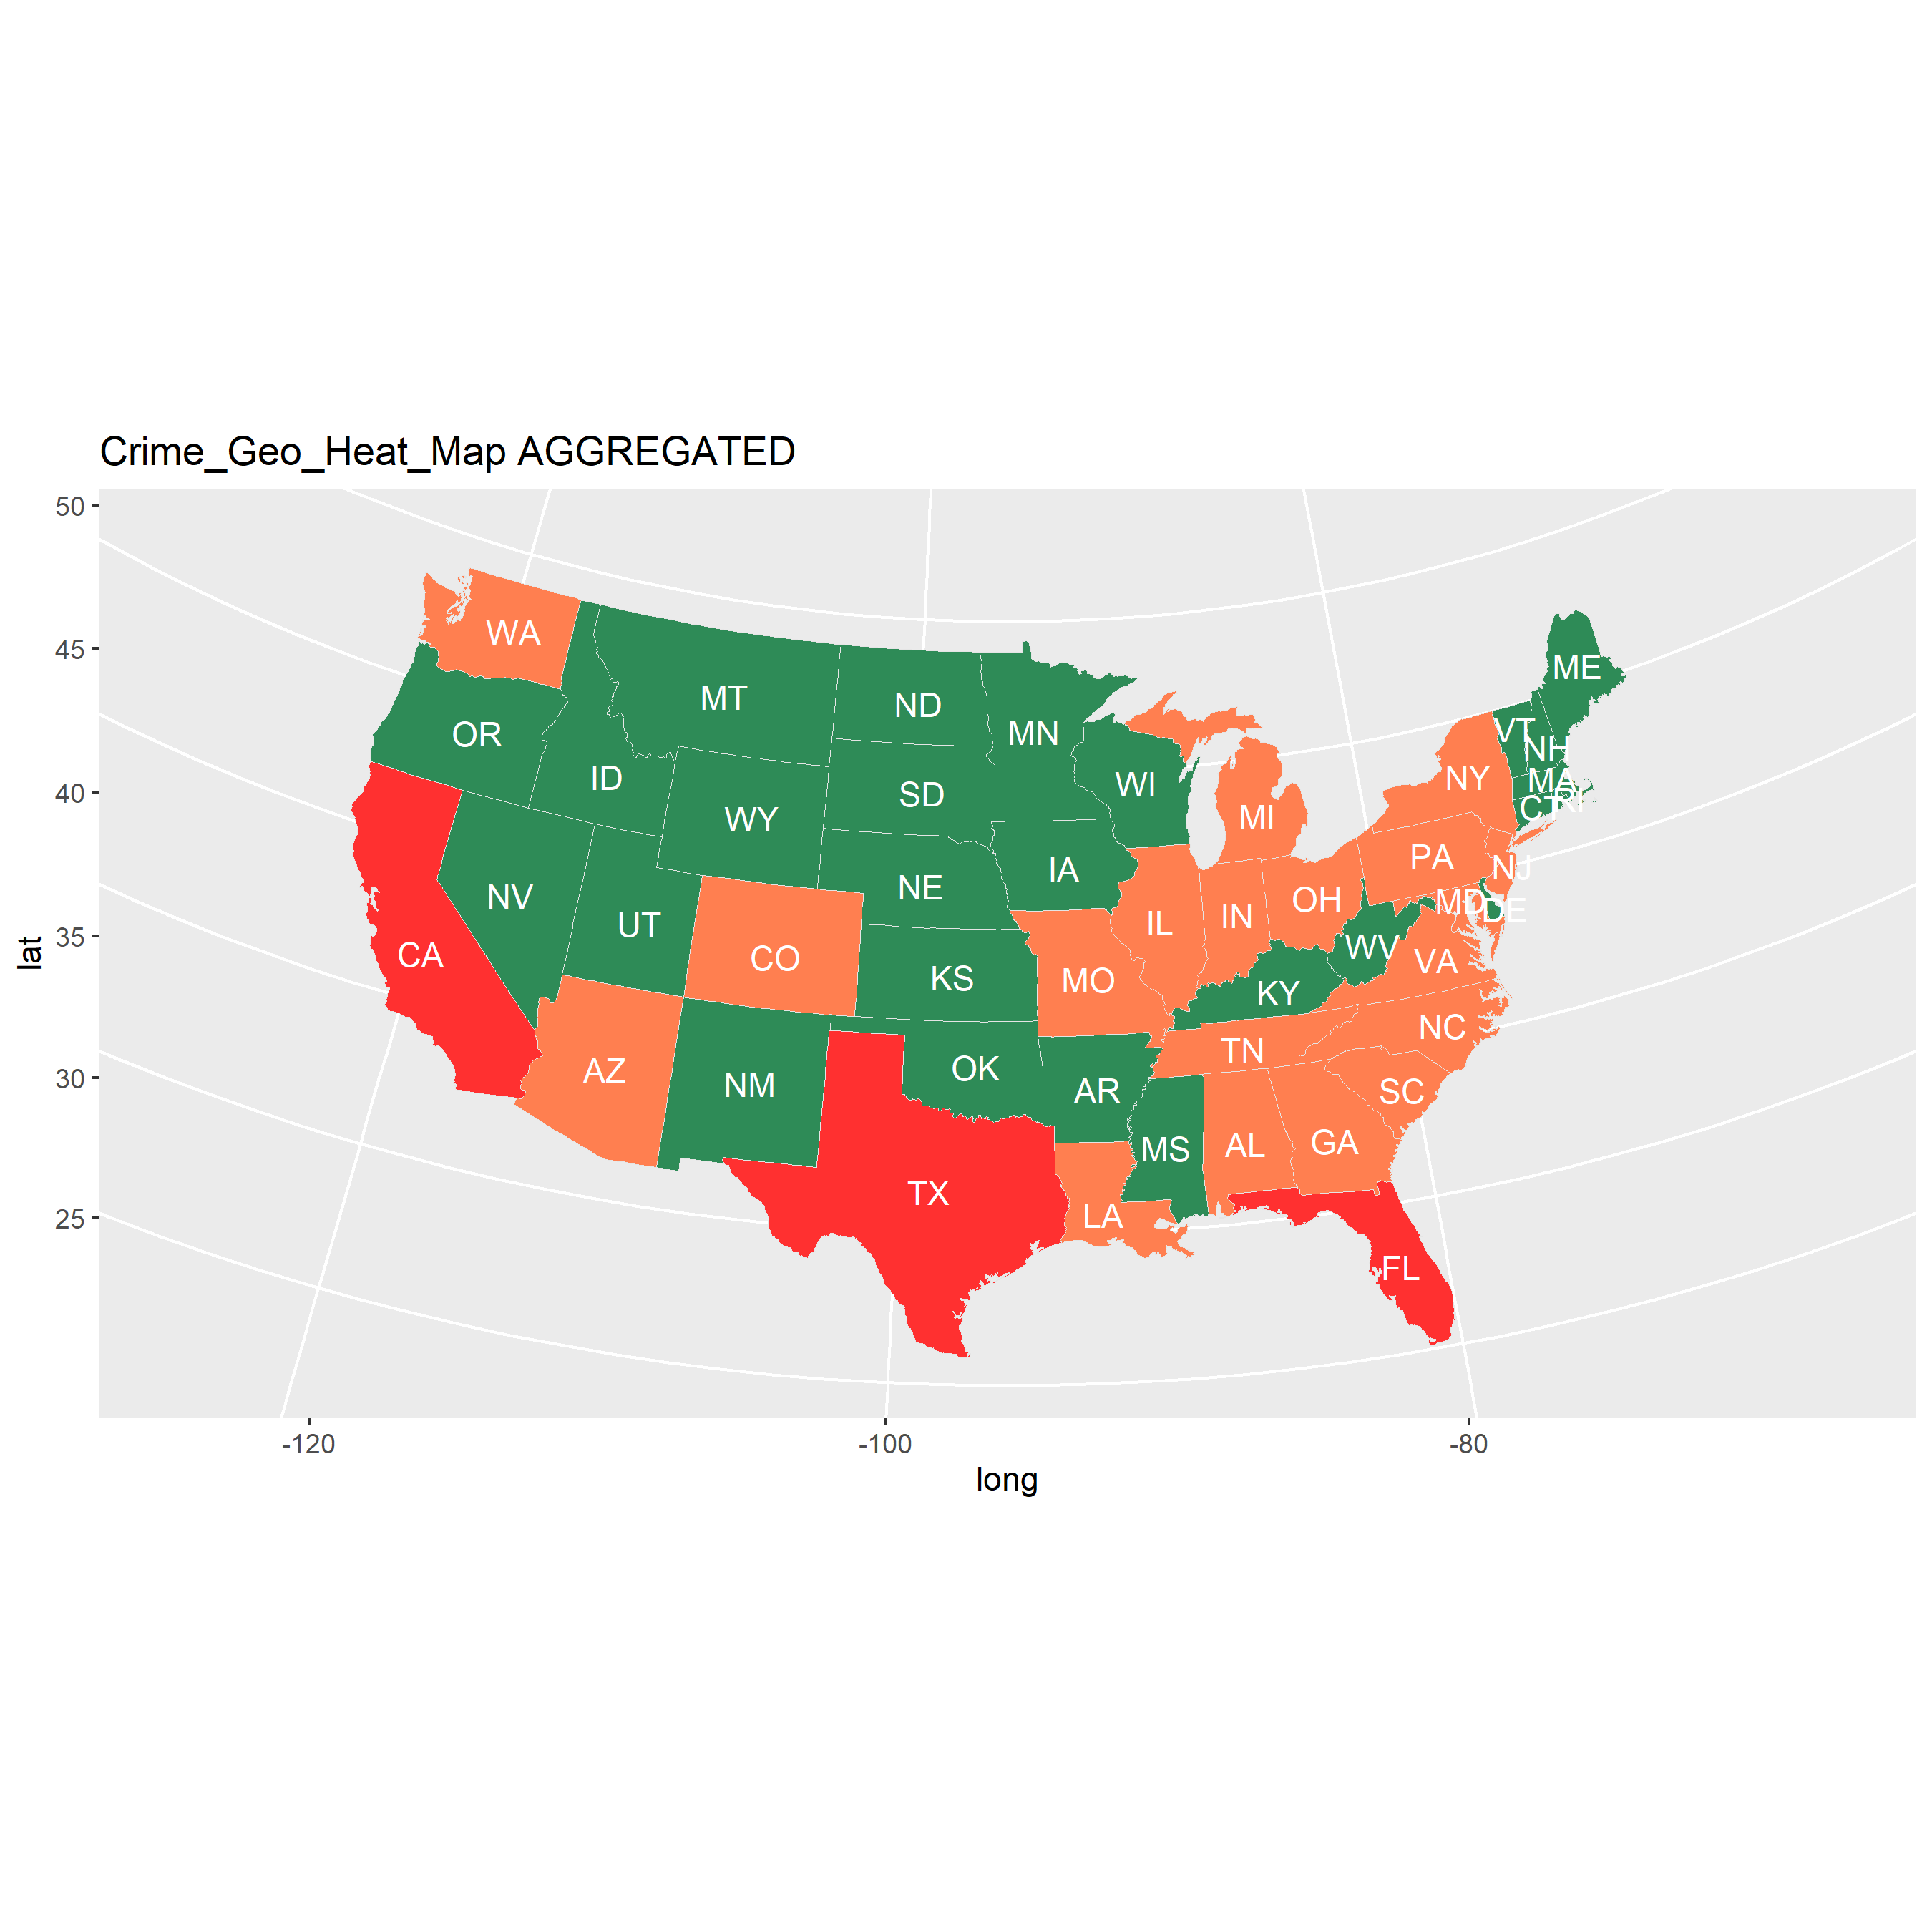 Crime_Geo_Heat_Map AGGREGATED
50
45
40
35
30
25
lat
WA
MT
ND
MN
ME
OR
ID
SD
WI
VT
NH
WY
NY
MA
RI
CT
MI
NV
NE
IA
PA
NJ
UT
CO
IL
IN
OH
MD
DE
CA
KS
MO
KY
WV
VA
AZ
NM
OK
AR
TN
NC
SC
TX
LA
MS
AL
GA
FL
-120
-100
-80
long